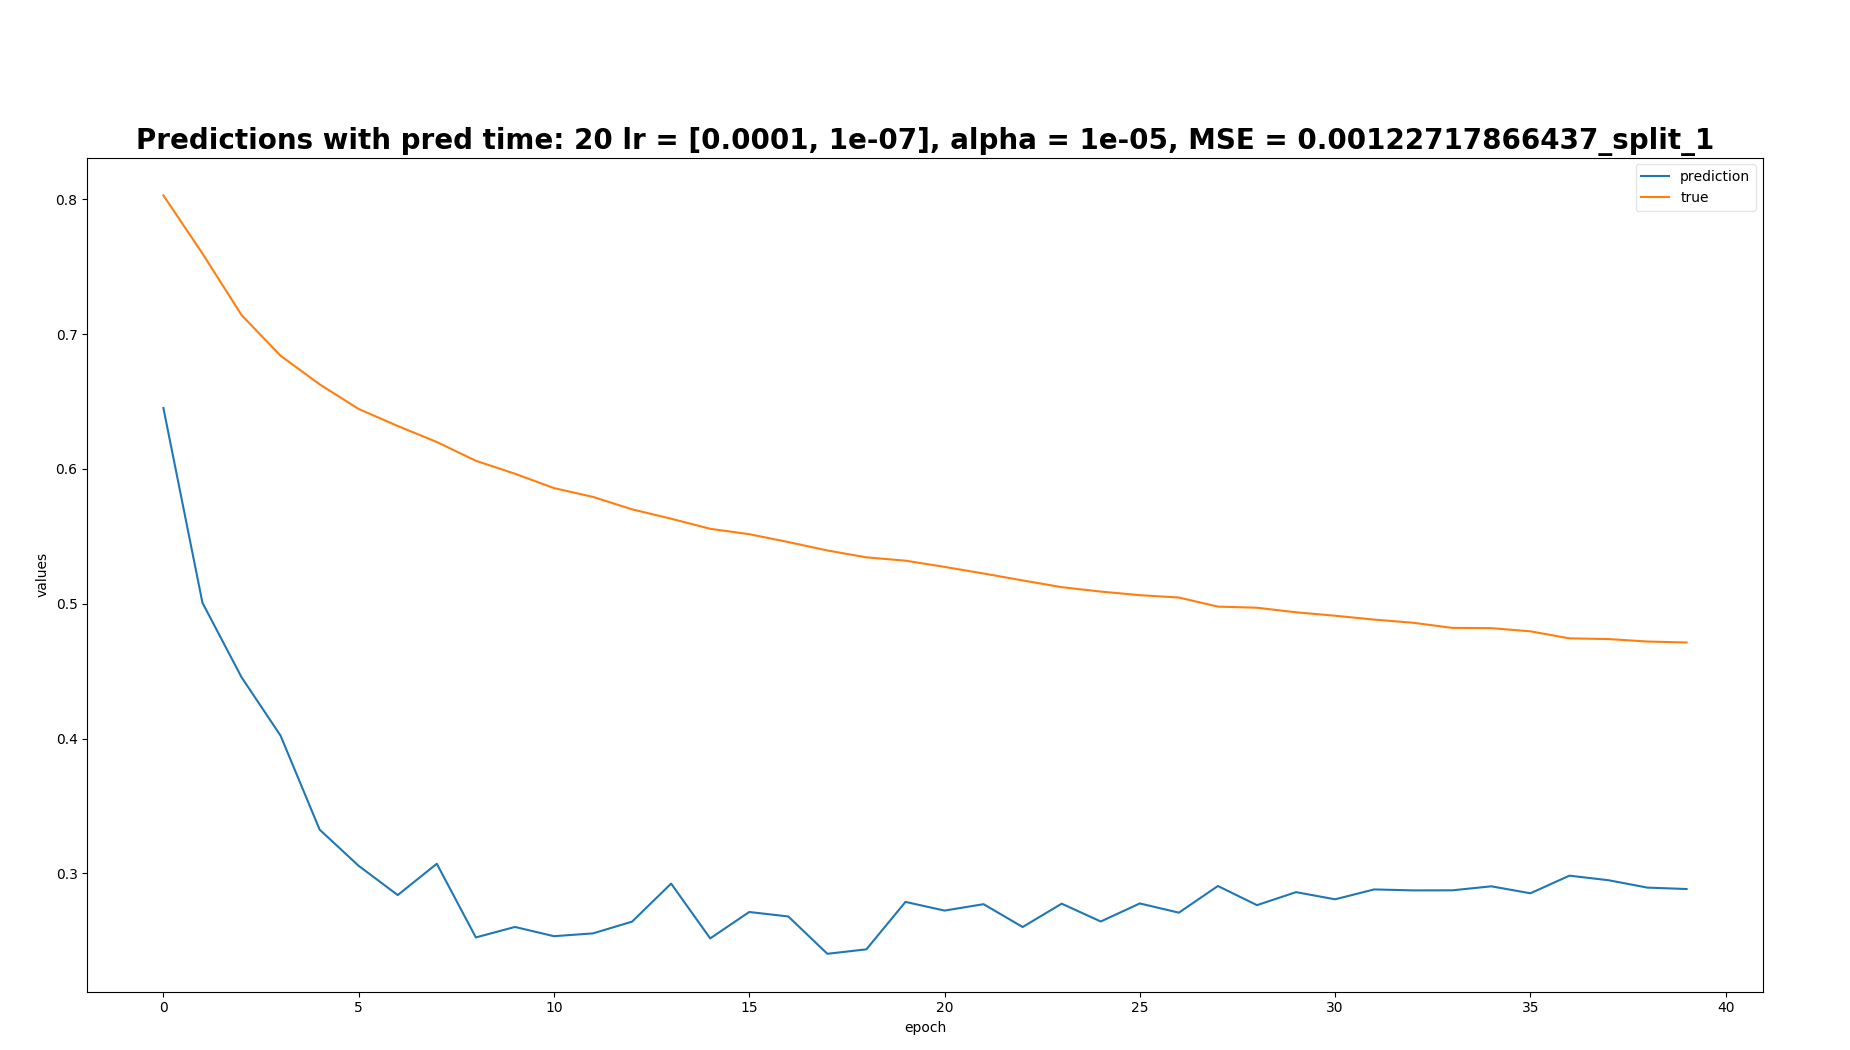 Predictions with pred time: 20 lr = [0.0001, 1e-07], alpha = 1e-05, MSE = 0.00122717866437_split_1
prediction
true
values
0.8
0.7
0.6
0.5
0.4
0.3
0 5 10 15 20 25 30 35 40
epoch